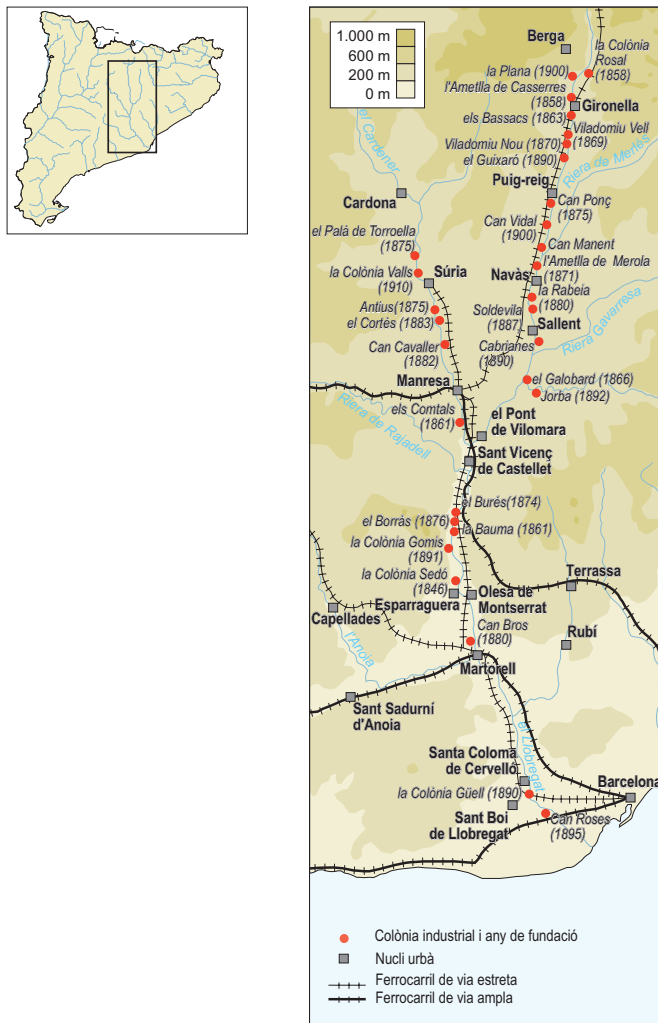 1.000 m
600 m
200 m
0 m
Berga
la Colònia
Rosal
(1858)
la Plana (1900)
l'Ametlla de Casserres
(1858)
Gironella
els Bassacs (1863)
Viladomiu Vell
(1869)
Viladomiu Nou (1870)
el Guixaró (1890)
Riera de Merlès
el Cardener
Puig-reig
Cardona
Can Ponç
(1875)
Can Vidal
(1900)
el Palà de Torroella
(1875)
Can Manent
l'Ametlla de Merola
(1871)
la Colònia Valls
(1910)
Súria
Navàs
la Rabeia
(1880)
Antius(1875)
el Cortès (1883)
Soldevila
(1887)
Sallent
Riera Gavarresa
Can Cavaller
(1882)
Cabrianes
(1890)
Manresa
el Galobard (1866)
Jorba (1892)
els Comtals
(1861)
Riera de Rajadell
el Pont
de Vilomara
Sant Vicenç
de Castellet
el Burés(1874)
el Borràs (1876)
la Bauma (1861)
la Colònia Gomis
(1891)
la Colònia Sedó
(1846)
Terrassa
Esparraguera
Olesa de
Montserrat
Capellades
Can Bros
(1880)
Rubí
l'Anoia
Martorell
Sant Sadurní
d'Anoia
el Llobregat
Santa Coloma
de Cervelló
Barcelona
la Colònia Güell (1890)
Sant Boi
de Llobregat
Can Roses
(1895)
Colònia industrial i any de fundació
Nucli urbà
Ferrocarril de via estreta
Ferrocarril de via ampla